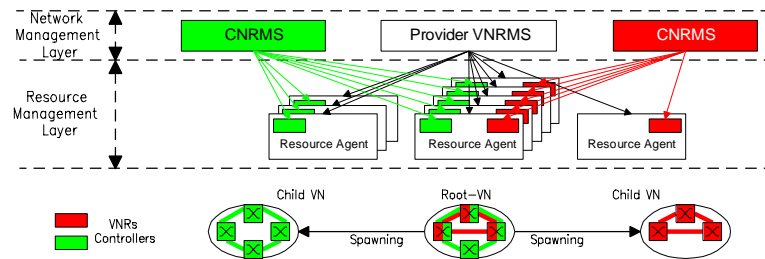 Network
Management
Layer
CNRMS
Provider VNRMS
CNRMS
Resource
Management
Layer
Resource Agent
Resource Agent
Resource Agent
Child VN
Root-VN
Child VN
VNRs
Controllers
Spawning
Spawning